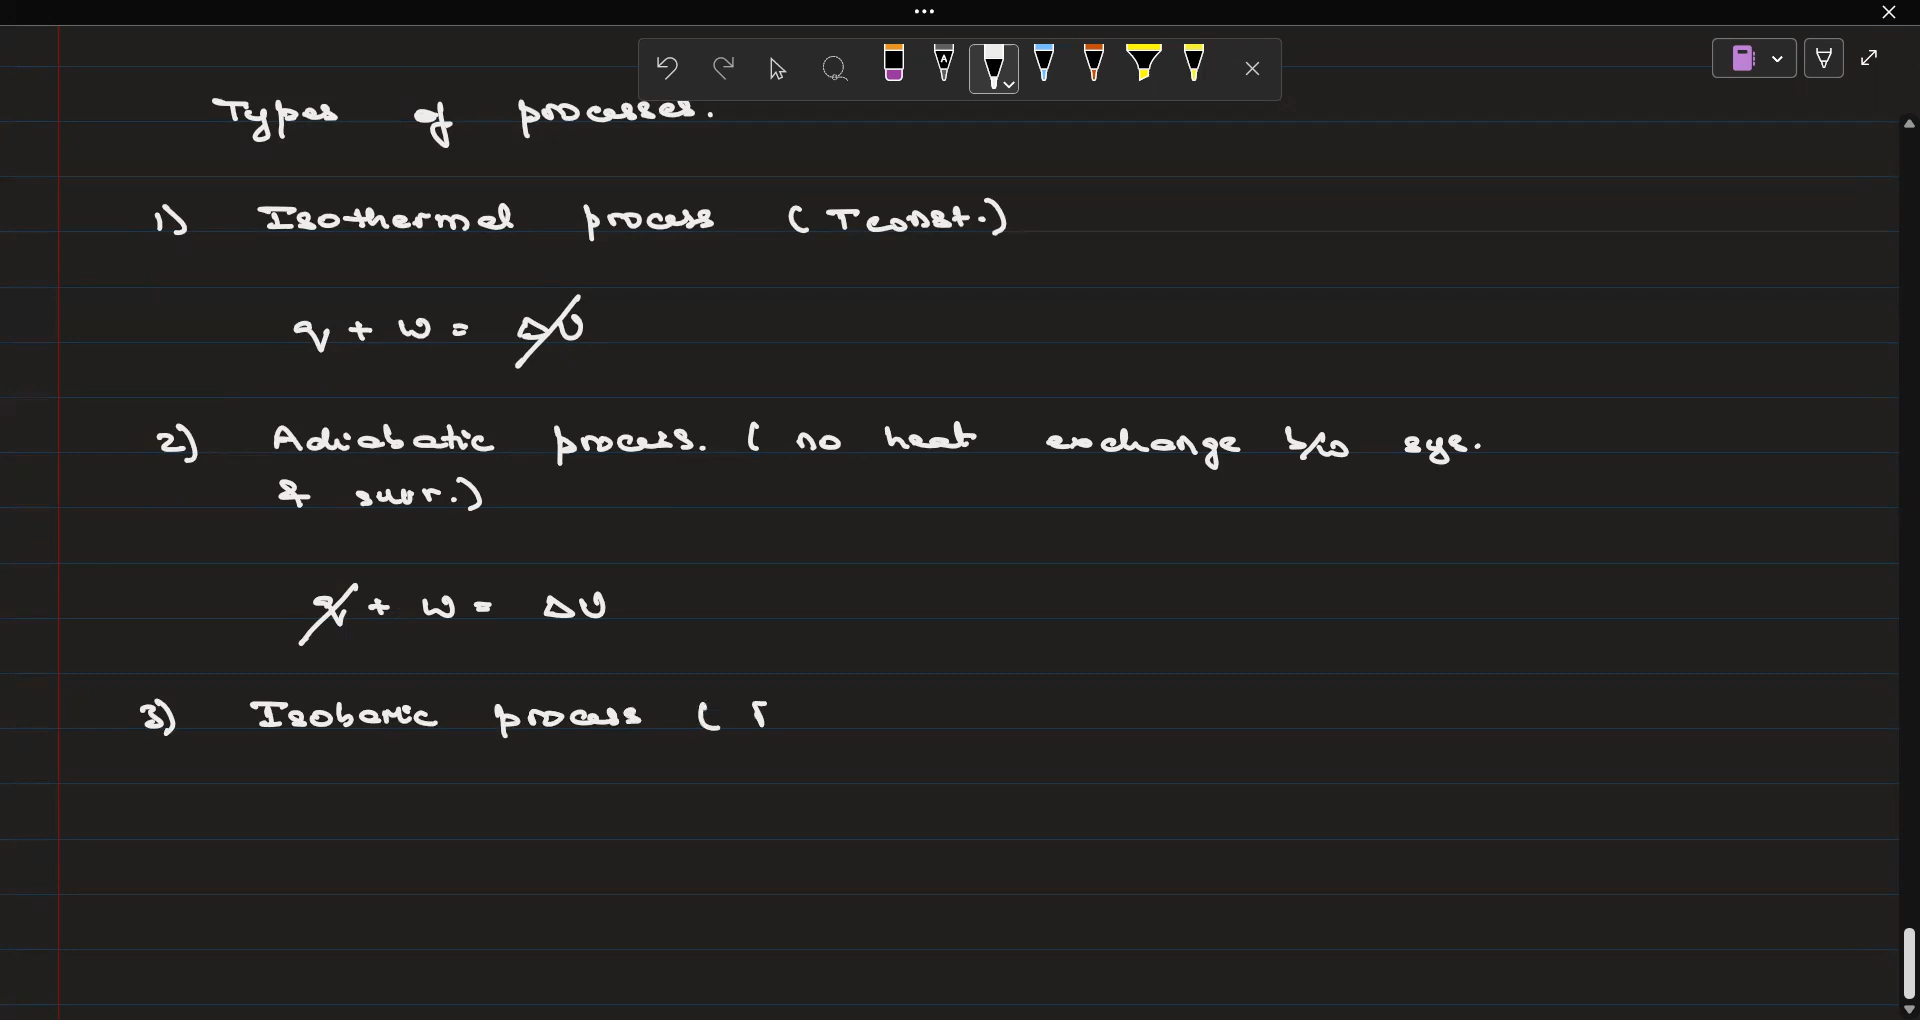 Types of processes.
1) Isothermal process (T const.)
q + w = ΔU
2) Adiabatic process. ( no heat exchange b/w sys.
& surr.)
q + w = ΔU
3) Isobaric process (